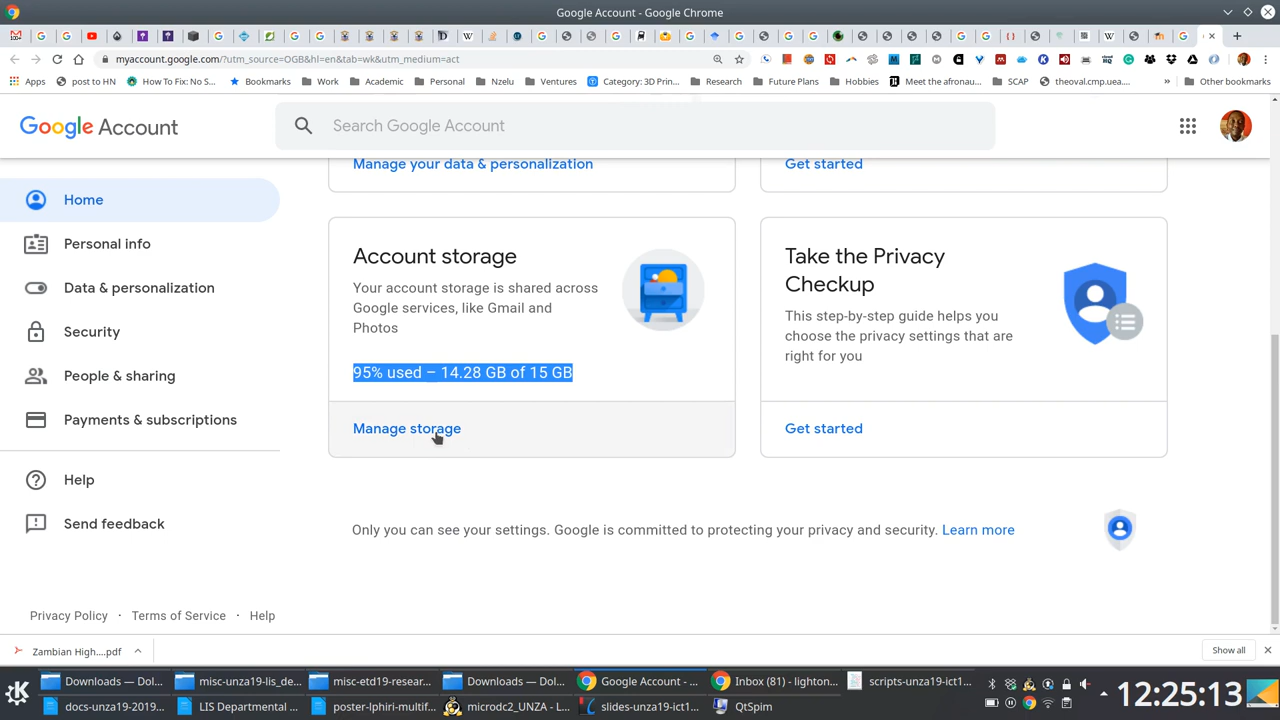 Google Account - Google Chrome
myaccount.google.com/?utm_source=OGB&hl=en&tab=wk&utm_medium=act
Apps
post to HN
How To Fix: No S...
Bookmarks
Work
Academic
Personal
Nzelu
Ventures
Category: 3D Prin...
Research
Future Plans
Hobbies
Meet the afronau...
SCAP
theoval.cmp.uea....
»
Other bookmarks
Google Account
Search Google Account
Manage your data & personalization
Get started
Home
Personal info
Data & personalization
Security
People & sharing
Payments & subscriptions
Help
Send feedback
Account storage
Your account storage is shared across
Google services, like Gmail and
Photos
95% used – 14.28 GB of 15 GB
Manage storage
Take the Privacy
Checkup
This step-by-step guide helps you
choose the privacy settings that are
right for you
Get started
Only you can see your settings. Google is committed to protecting your privacy and security. Learn more
Privacy Policy · Terms of Service · Help
Zambian High....pdf
Show all
Downloads — Dol...
misc-unza19-lis_de...
misc-etd19-resear...
Downloads — Dol...
Google Account - ...
Inbox (81) - lighton...
scripts-unza19-ict1...
docs-unza19-2019...
LIS Departmental ...
poster-lphiri-multif...
microdc2_UNZA – L...
slides-unza19-ict1...
QtSpim
12:25:13